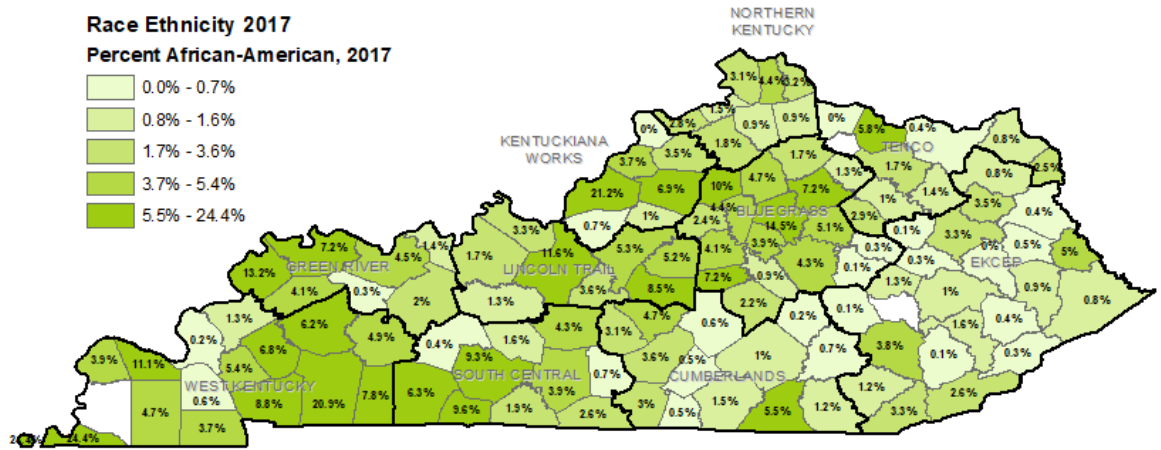 Race Ethnicity 2017
Percent African-American, 2017
0.0% - 0.7%
0.8% - 1.6%
1.7% - 3.6%
3.7% - 5.4%
5.5% - 24.4%
NORTHERN
KENTUCKY
3.1% 4.4% 3.2%
1.5%
0% 2.8% 0.9% 0.9% 0% 5.8% 0.4%
KENTUCKIANA
WORKS
TENCO
1.8% 0.8%
3.7% 3.5% 1.7% 1.7%
1.3% 0.8% 2.5%
21.2% 6.9% 10% 4.7% 7.2% 1% 1.4%
4.4% 3.5%
BLUEGRASS
0.7% 1% 2.4% 14.5% 5.1% 2.9% 0.4%
3.3% 0.1% 3.3%
7.2% 1.4% 11.6% 5.3% 4.1% 3.9% 0.3% 0% 0.5% 5%
GREEN RIVER
4.5% 1.7% 5.2% 4.3% 0.3%
EKCEP
13.2% LINCOLN TRAIL 0.1%
4.1% 0.3% 2% 1.3% 3.6% 8.5% 7.2% 0.9% 1.3% 1% 0.9% 0.8%
1.3% 6.2% 4.3% 4.7% 2.2% 0.2% 0.1% 0.4%
0.2% 4.9% 0.4% 1.6% 3.1% 0.6% 1.6%
3.9% 11.1% 6.8% 9.3% 3.6% 0.5% 1% 0.7% 3.8% 0.1% 0.3%
5.4% 0.7%
WEST KENTUCKY
SOUTH CENTRAL
CUMBERLANDS
0.6% 7.8% 6.3% 3.9% 1.2% 2.6%
4.7% 8.8% 20.9% 9.6% 1.9% 2.6% 3% 1.5% 5.5% 1.2% 3.3%
3.7% 0.5%
24.4% 24.4%